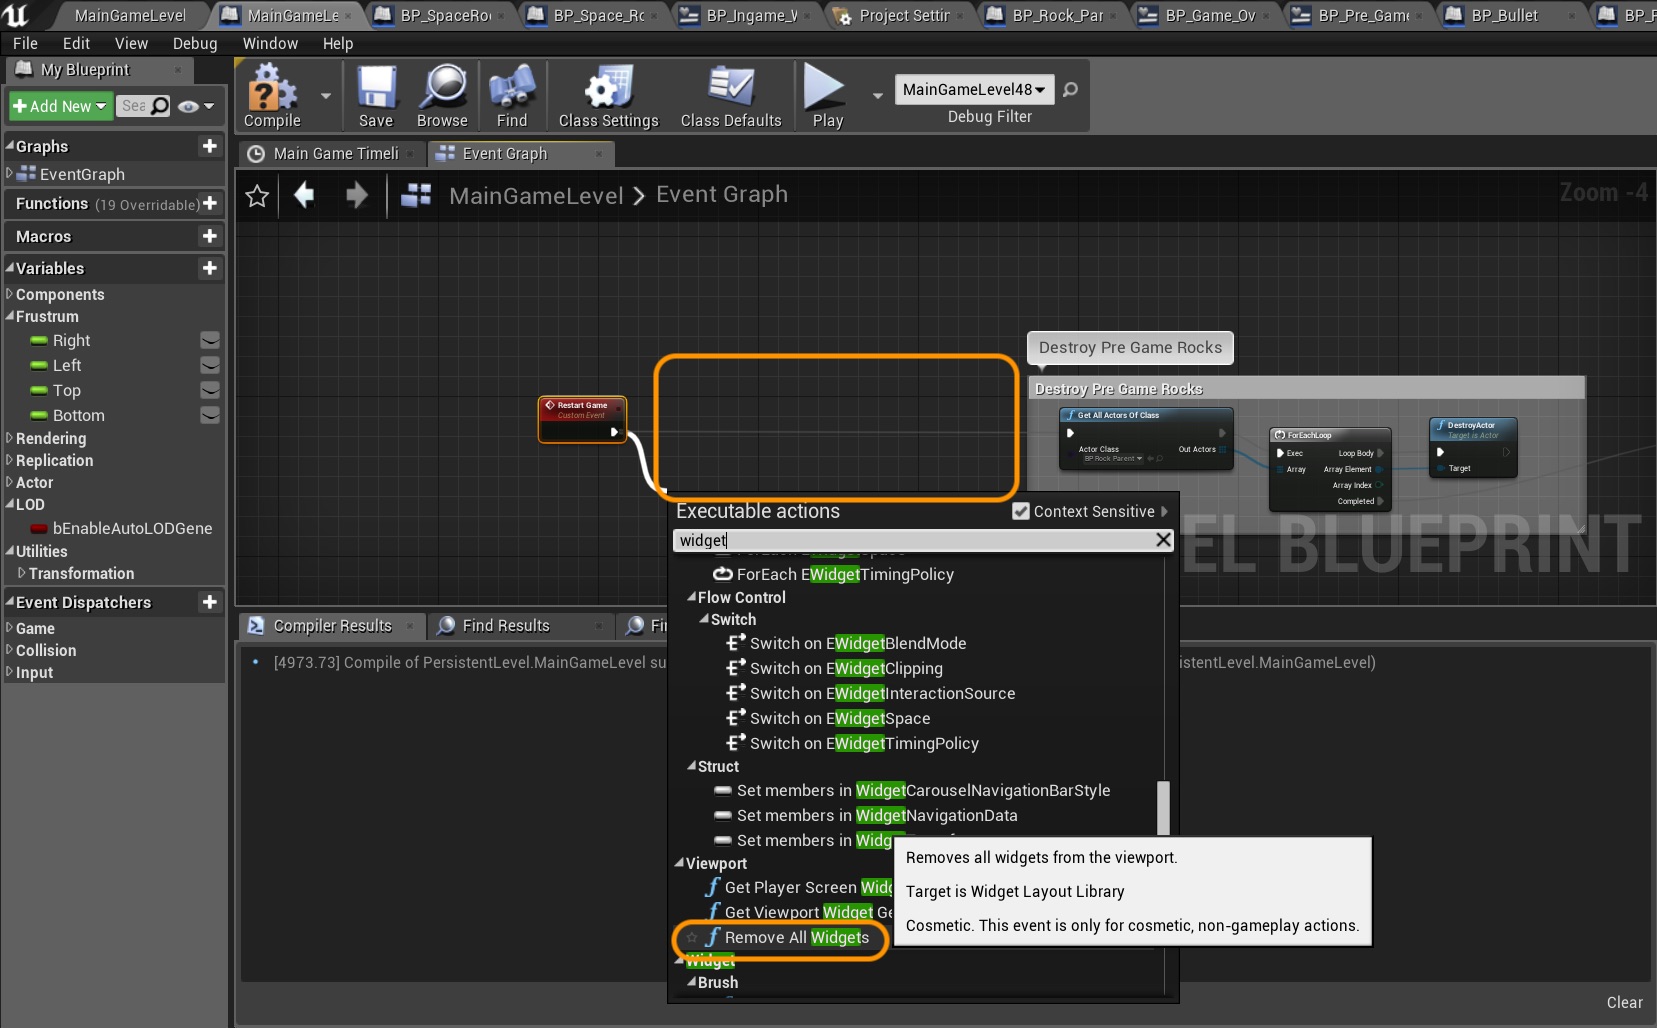 MainGameLevel
MainGameLe
BP_SpaceRo
BP_Space_Ro
BP_Ingame_W
Project Settin
BP_Rock_Par
BP_Game_Ov
BP_Pre_Game
BP_Bullet
File Edit View Debug Window Help
My Blueprint
Add New
Sea
Compile
Save
Browse
Find
Class Settings
Class Defaults
Play
MainGameLevel48
Debug Filter
Graphs
EventGraph
Functions (19 Overridable)
Macros
Variables
Components
Frustrum
Right
Left
Top
Bottom
Rendering
Replication
Actor
LOD
bEnableAutoLODGene
Utilities
Transformation
Event Dispatchers
Game
Collision
Input
Main Game Timeli
Event Graph
MainGameLevel > Event Graph
Zoom -4
Restart Game
Custom Event
Destroy Pre Game Rocks
Destroy Pre Game Rocks
Get All Actors Of Class
Actor Class
BP Rock Parent
Out Actors
ForEachLoop
Exec
Loop Body
Array
Array Element
Array Index
Completed
DestroyActor
Target is Actor
Target
EL BLUEPRINT
Executable actions
Context Sensitive
widget
ForEach EWidgetTimingPolicy
Flow Control
Switch
Switch on EWidgetBlendMode
Switch on EWidgetClipping
Switch on EWidgetInteractionSource
Switch on EWidgetSpace
Switch on EWidgetTimingPolicy
Struct
Set members in WidgetCarouselNavigationBarStyle
Set members in WidgetNavigationData
Set members in Widg
Viewport
Get Player Screen Widg
Get Viewport Widget Ge
Remove All Widgets
Widget
Brush
Removes all widgets from the viewport.
Target is Widget Layout Library
Cosmetic. This event is only for cosmetic, non-gameplay actions.
Compiler Results
Find Results
Fi
[4973.73] Compile of PersistentLevel.MainGameLevel su
sistentLevel.MainGameLevel)
Clear